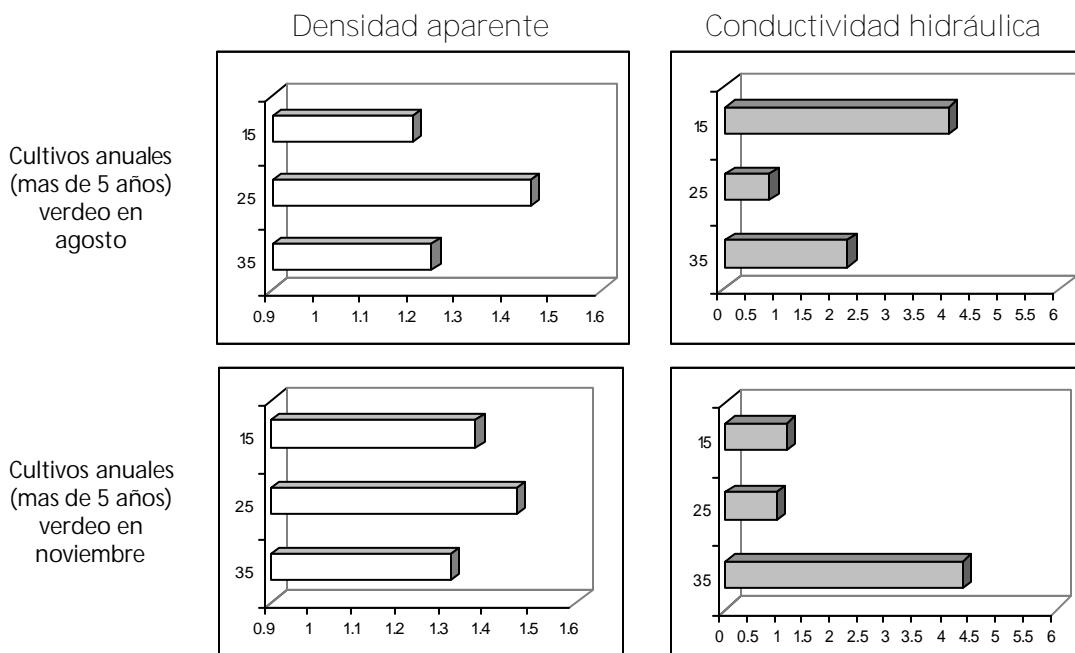 Densidad aparente
Conductividad hidráulica
Cultivos anuales
(mas de 5 años)
verdeo en
agosto
15
25
35
0.9 1 1.1 1.2 1.3 1.4 1.5 1.6
15
25
35
0 0.5 1 1.5 2 2.5 3 3.5 4 4.5 5 5.5 6
Cultivos anuales
(mas de 5 años)
verdeo en
noviembre
15
25
35
0.9 1 1.1 1.2 1.3 1.4 1.5 1.6
15
25
35
0 0.5 1 1.5 2 2.5 3 3.5 4 4.5 5 5.5 6